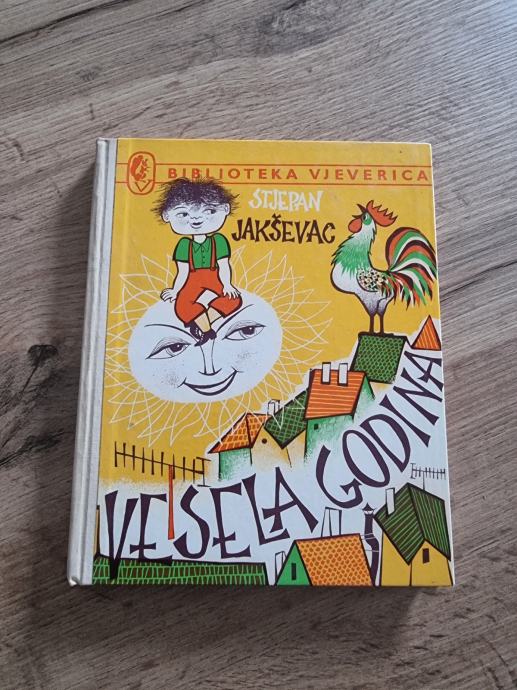 BIBLIOTEKA VJEVERICA
STJEPAN
JAKŠEVAC
VESELA GODINA